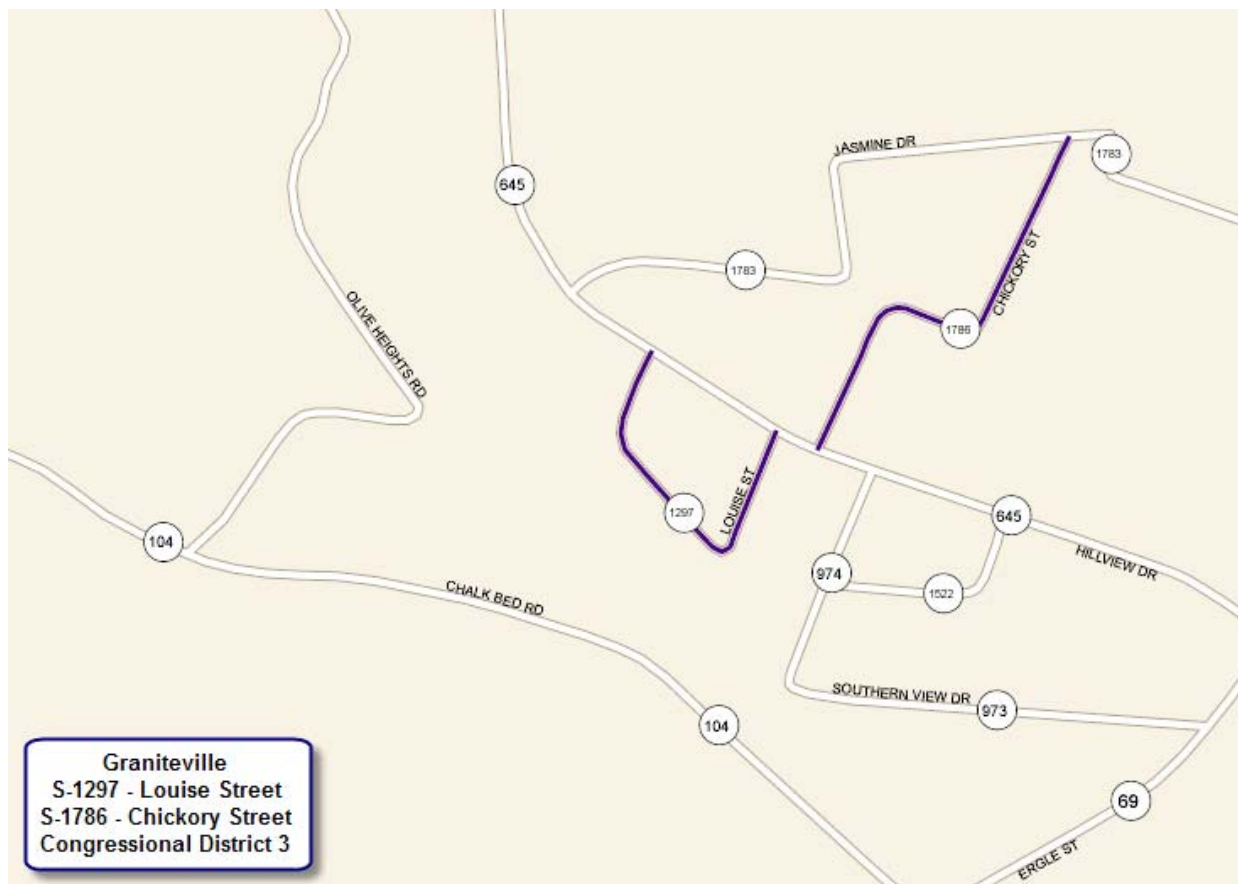 JASMINE DR
1783
645
CHICKORY ST
1783
OLIVE HEIGHTS RD
1786
LOUISE ST
1297
645
104
HILLVIEW DR
974
1522
CHALK BED RD
SOUTHERN VIEW DR
973
104
69
ERGLE ST
Graniteville
S-1297 - Louise Street
S-1786 - Chickory Street
Congressional District 3